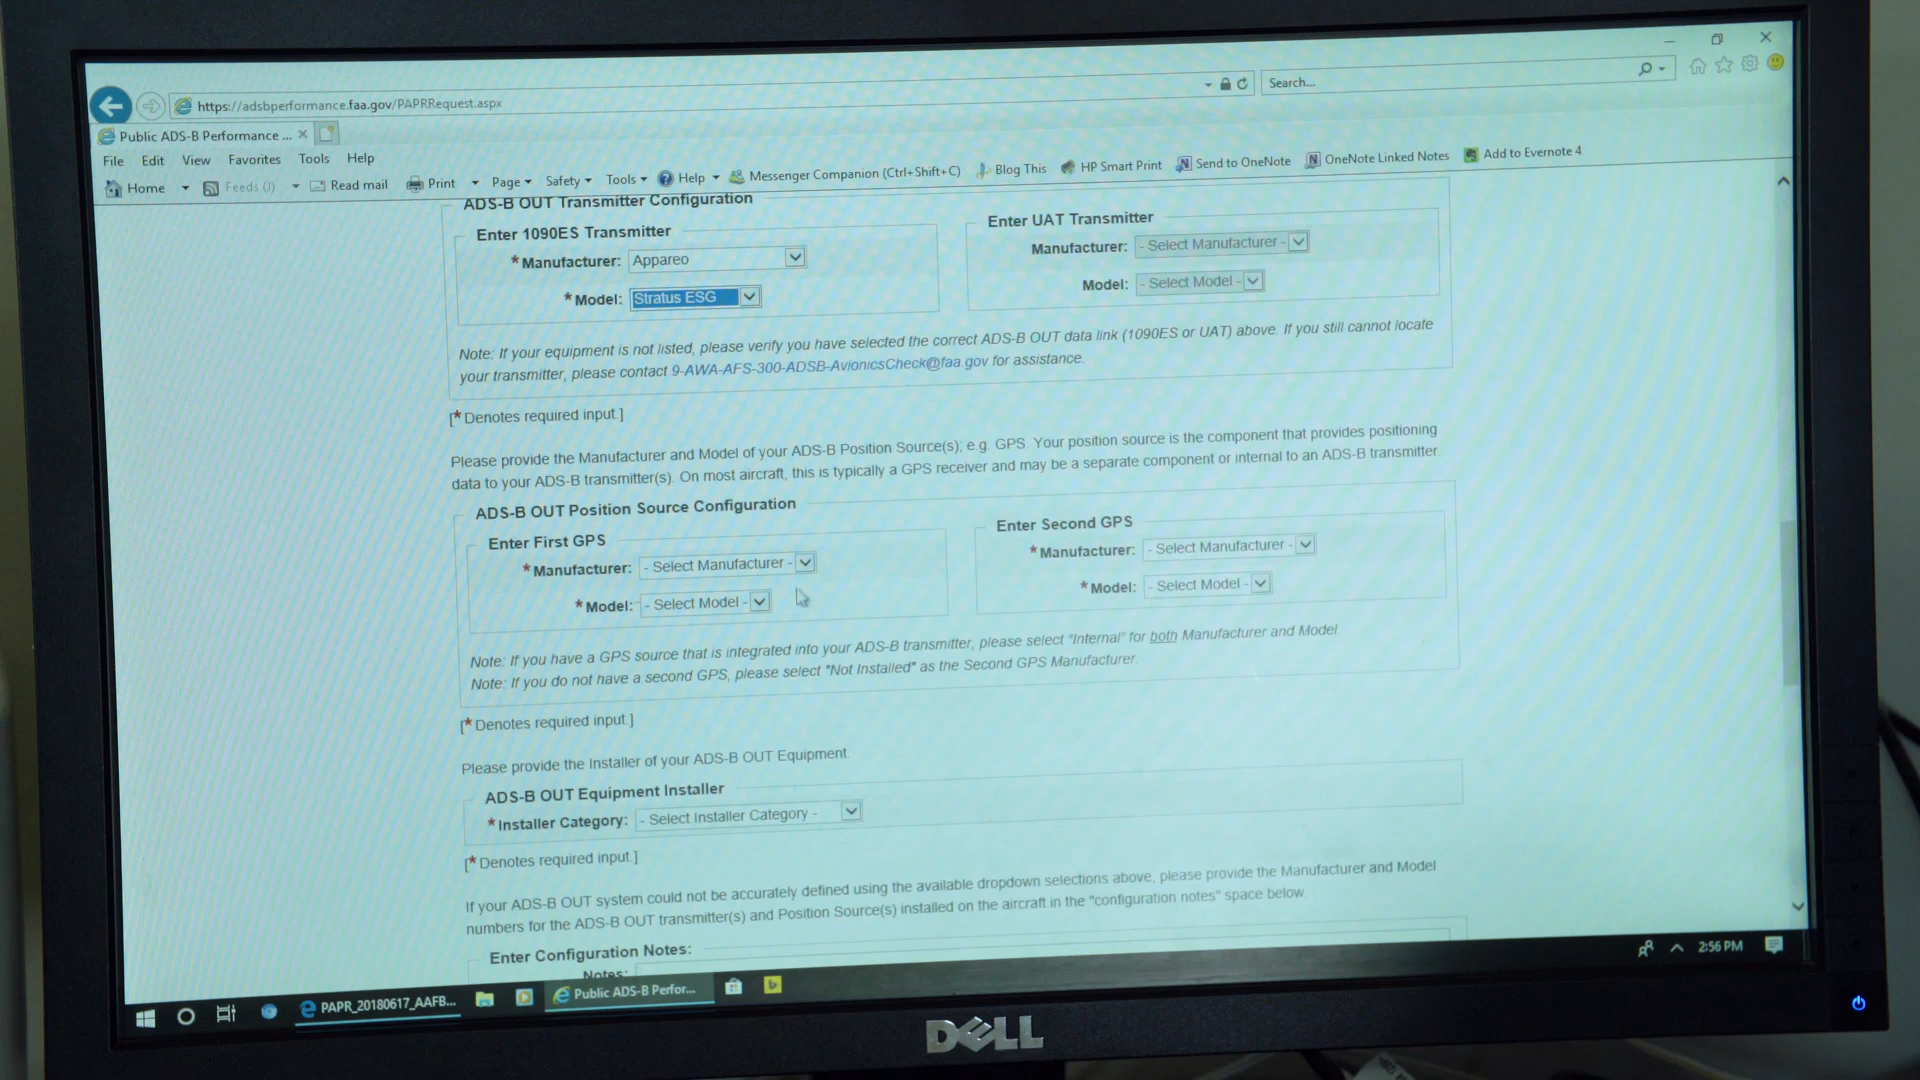 https://adsbperformance.faa.gov/PAPRRequest.aspx
Search...
Public ADS-B Performance ...
File Edit View Favorites Tools Help
Home Feeds (J) Read mail Print Page Safety Tools Help Messenger Companion (Ctrl+Shift+C) Blog This HP Smart Print Send to OneNote OneNote Linked Notes Add to Evernote 4
ADS-B OUT Transmitter Configuration
Enter 1090ES Transmitter
*Manufacturer: Appareo
*Model: Stratus ESG
Enter UAT Transmitter
Manufacturer: - Select Manufacturer -
Model: - Select Model -
Note: If your equipment is not listed, please verify you have selected the correct ADS-B OUT data link (1090ES or UAT) above. If you still cannot locate
your transmitter, please contact 9-AWA-AFS-300-ADSB-AvionicsCheck@faa.gov for assistance.
[* Denotes required input.]
Please provide the Manufacturer and Model of your ADS-B Position Source(s); e.g. GPS. Your position source is the component that provides positioning
data to your ADS-B transmitter(s). On most aircraft, this is typically a GPS receiver and may be a separate component or internal to an ADS-B transmitter.
ADS-B OUT Position Source Configuration
Enter First GPS
*Manufacturer: - Select Manufacturer -
*Model: - Select Model -
Enter Second GPS
*Manufacturer: - Select Manufacturer -
*Model: - Select Model -
Note: If you have a GPS source that is integrated into your ADS-B transmitter, please select "Internal" for both Manufacturer and Model.
Note: If you do not have a second GPS, please select "Not Installed" as the Second GPS Manufacturer.
[* Denotes required input.]
Please provide the Installer of your ADS-B OUT Equipment.
ADS-B OUT Equipment Installer
*Installer Category: - Select Installer Category -
[* Denotes required input.]
If your ADS-B OUT system could not be accurately defined using the available dropdown selections above, please provide the Manufacturer and Model
numbers for the ADS-B OUT transmitter(s) and Position Source(s) installed on the aircraft in the "configuration notes" space below.
Enter Configuration Notes:
Notes:
PAPR_20180617_AAFB...
Public ADS-B Perfor...
2:56 PM
DELL